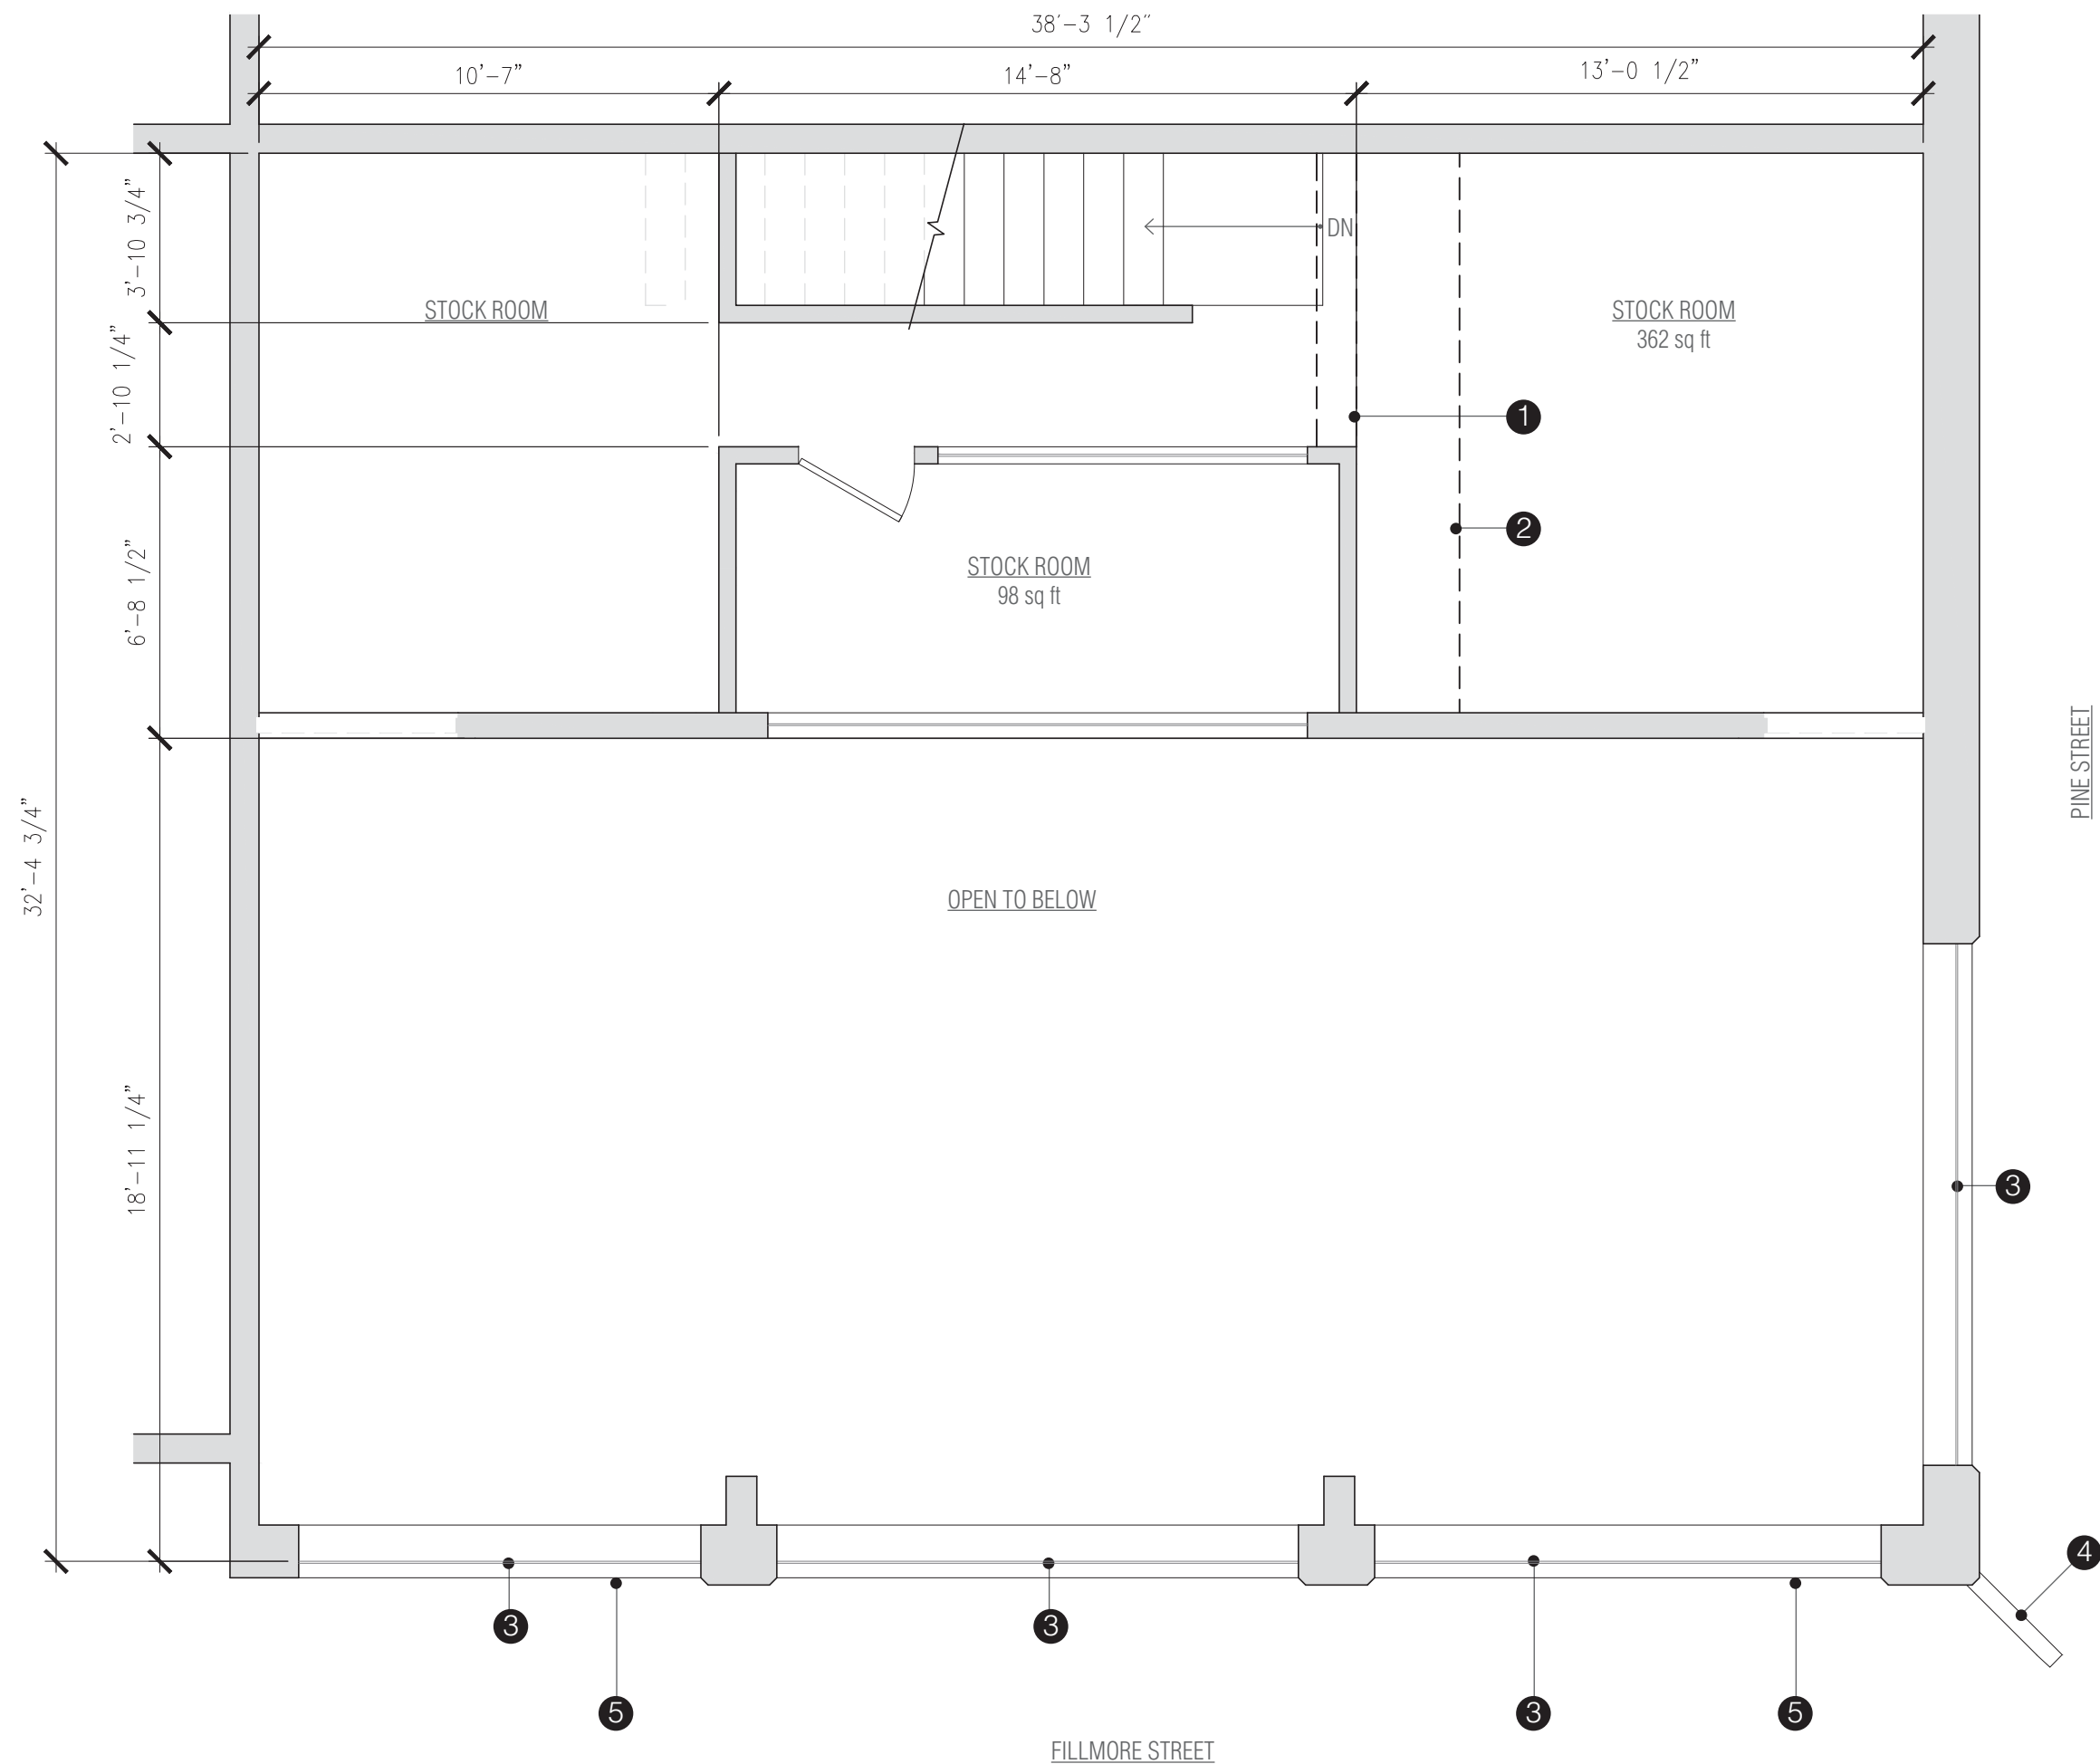 38'-3 1/2"
10'-7"
14'-8"
13'-0 1/2"
3'-10 3/4"
DN
STOCK ROOM
STOCK ROOM
362 sq ft
2'-10 1/4"
1
2
6'-8 1/2"
STOCK ROOM
98 sq ft
PINE STREET
32'-4 3/4"
OPEN TO BELOW
18'-11 1/4"
3
4
3
3
5
3
5
FILLMORE STREET